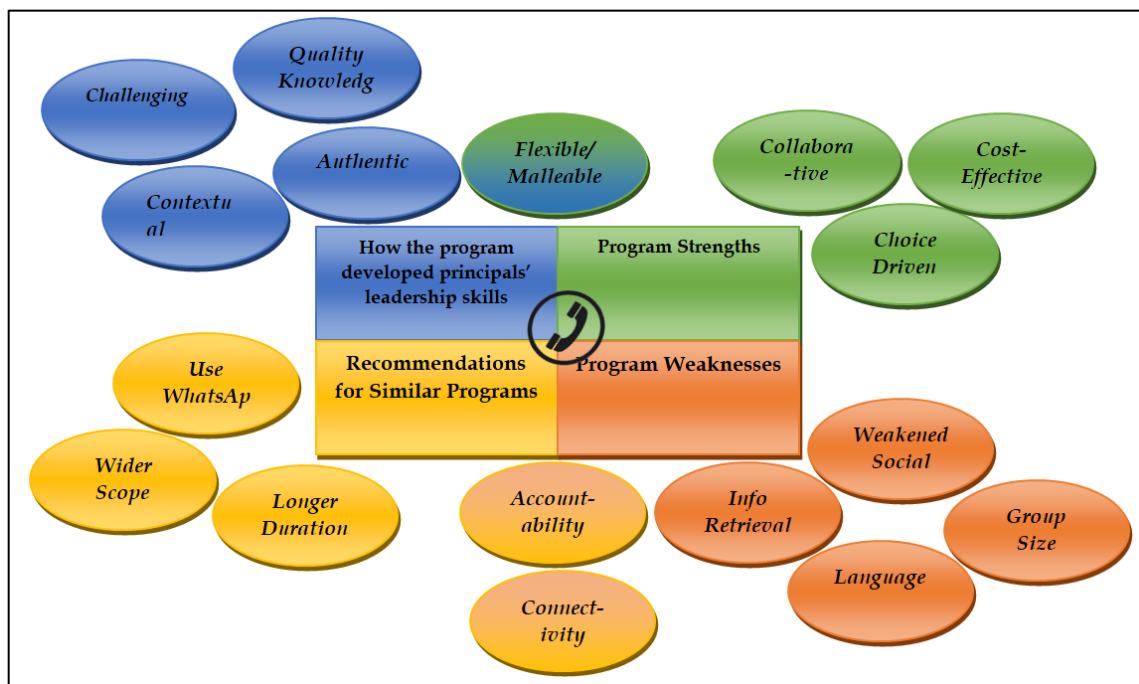 Quality
Knowledg
Challenging
Authentic
Contextu
al
Flexible/
Malleable
Collabora
-tive
Cost-
Effective
Choice
Driven
How the program
developed principals’
leadership skills
Program Strengths
Recommendations
for Similar Programs
Program Weaknesses
Use
WhatsAp
Wider
Scope
Longer
Duration
Account-
ability
Connect-
ivity
Info
Retrieval
Weakened
Social
Group
Size
Language